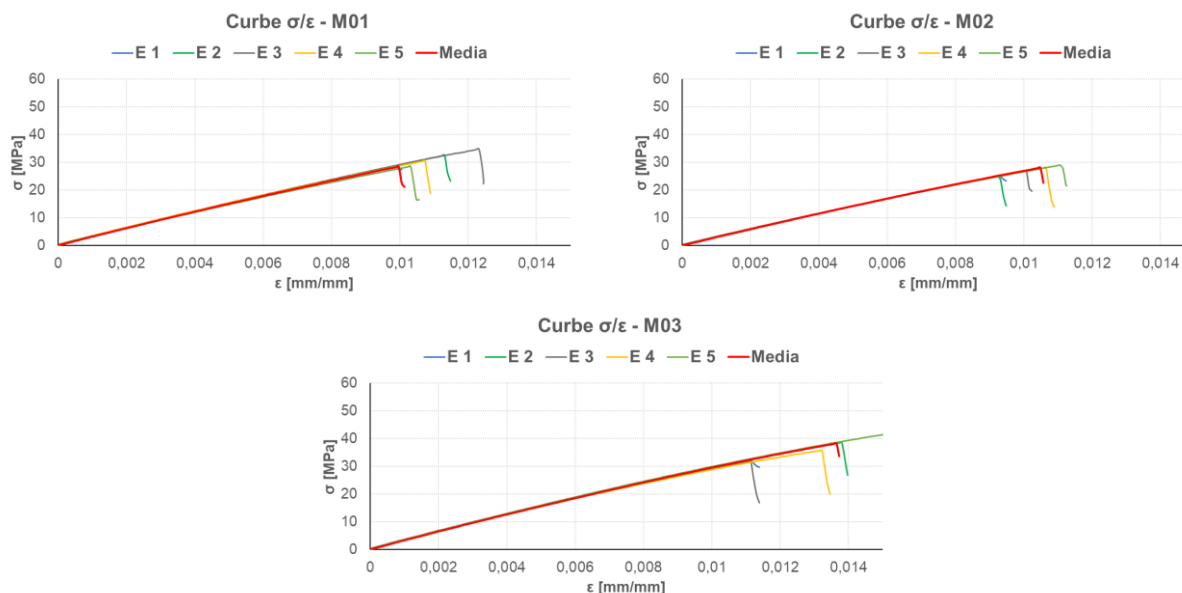 Curbe σ/ε - M01
E 1 E 2 E 3 E 4 E 5 Media
60
50
40
30
20
10
0
σ [MPa]
0 0,002 0,004 0,006 0,008 0,01 0,012 0,014
ε [mm/mm]
Curbe σ/ε - M02
E 1 E 2 E 3 E 4 E 5 Media
60
50
40
30
20
10
0
σ [MPa]
0 0,002 0,004 0,006 0,008 0,01 0,012 0,014
ε [mm/mm]
Curbe σ/ε - M03
E 1 E 2 E 3 E 4 E 5 Media
60
50
40
30
20
10
0
σ [MPa]
0 0,002 0,004 0,006 0,008 0,01 0,012 0,014
ε [mm/mm]